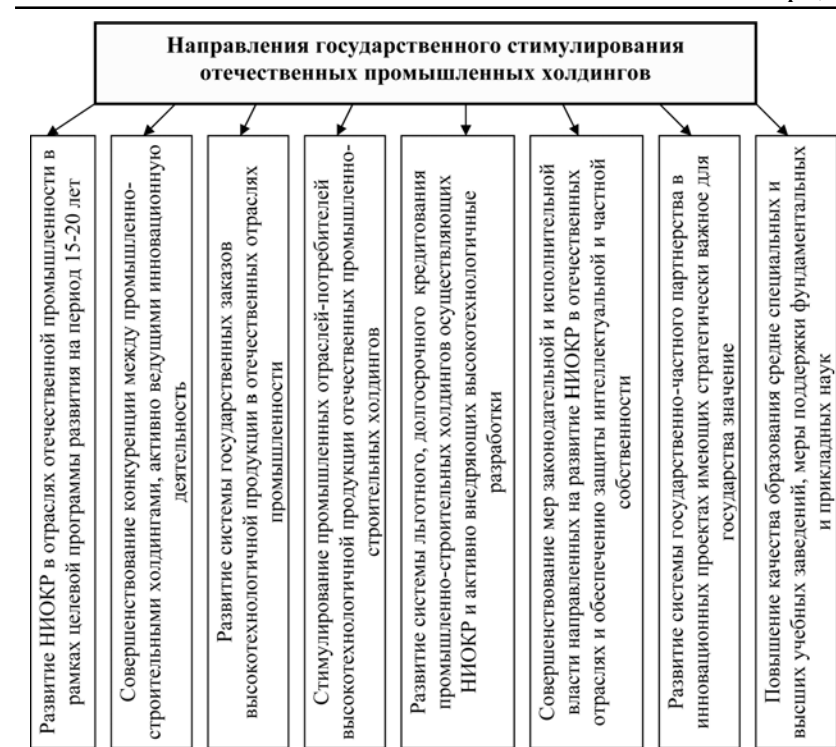 Направления государственного стимулирования
отечественных промышленных холдингов
Развитие НИОКР в отраслях отечественной промышленности в
рамках целевой программы развития на период 15-20 лет
Совершенствование конкуренции между промышленно-
строительными холдингами, активно ведущими инновационную
деятельность
Развитие системы государственных заказов
высокотехнологичной продукции в отечественных отраслях
промышленности
Стимулирование промышленных отраслей-потребителей
высокотехнологичной продукции отечественных промышленно-
строительных холдингов
Развитие системы льготного, долгосрочного кредитования
промышленно-строительных холдингов осуществляющих
НИОКР и активно внедряющих высокотехнологичные
разработки
Совершенствование мер законодательной и исполнительной
власти направленных на развитие НИОКР в отечественных
отраслях и обеспечению защиты интеллектуальной и частной
собственности
Развитие системы государственно-частного партнерства в
инновационных проектах имеющих стратегически важное для
государства значение
Повышение качества образования средне специальных и
высших учебных заведений, меры поддержки фундаментальных
и прикладных наук